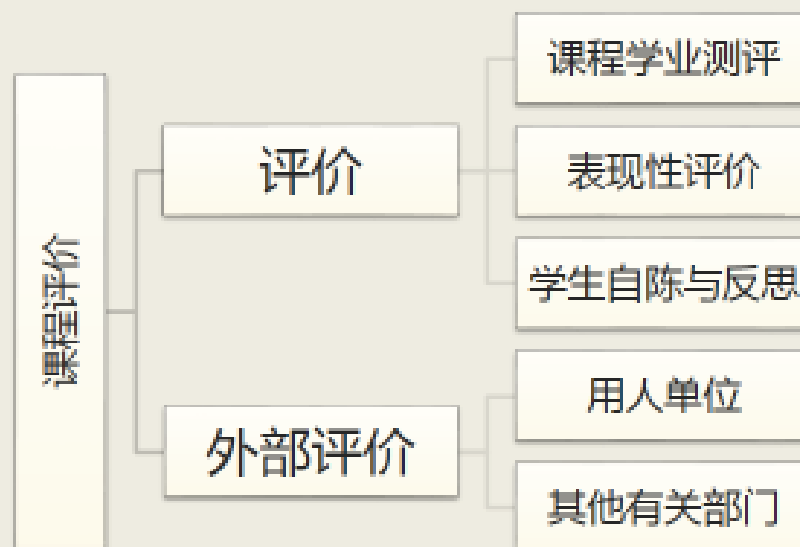 课程评价
评价
课程学业测评
表现性评价
学生自陈与反思
外部评价
用人单位
其他有关部门